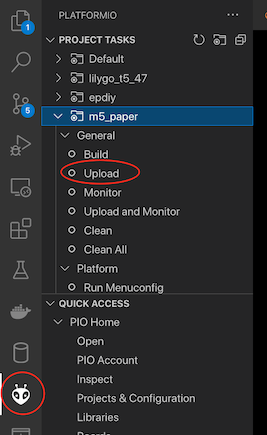 PLATFORMIO
1
PROJECT TASKS
Default
lilygo_t5_47
5
epdiy
m5_paper
General
Build
Upload
Monitor
Upload and Monitor
Clean
Clean All
Platform
Run Menuconfig
QUICK ACCESS
PIO Home
Open
PIO Account
Inspect
Projects & Configuration
Libraries
Boards